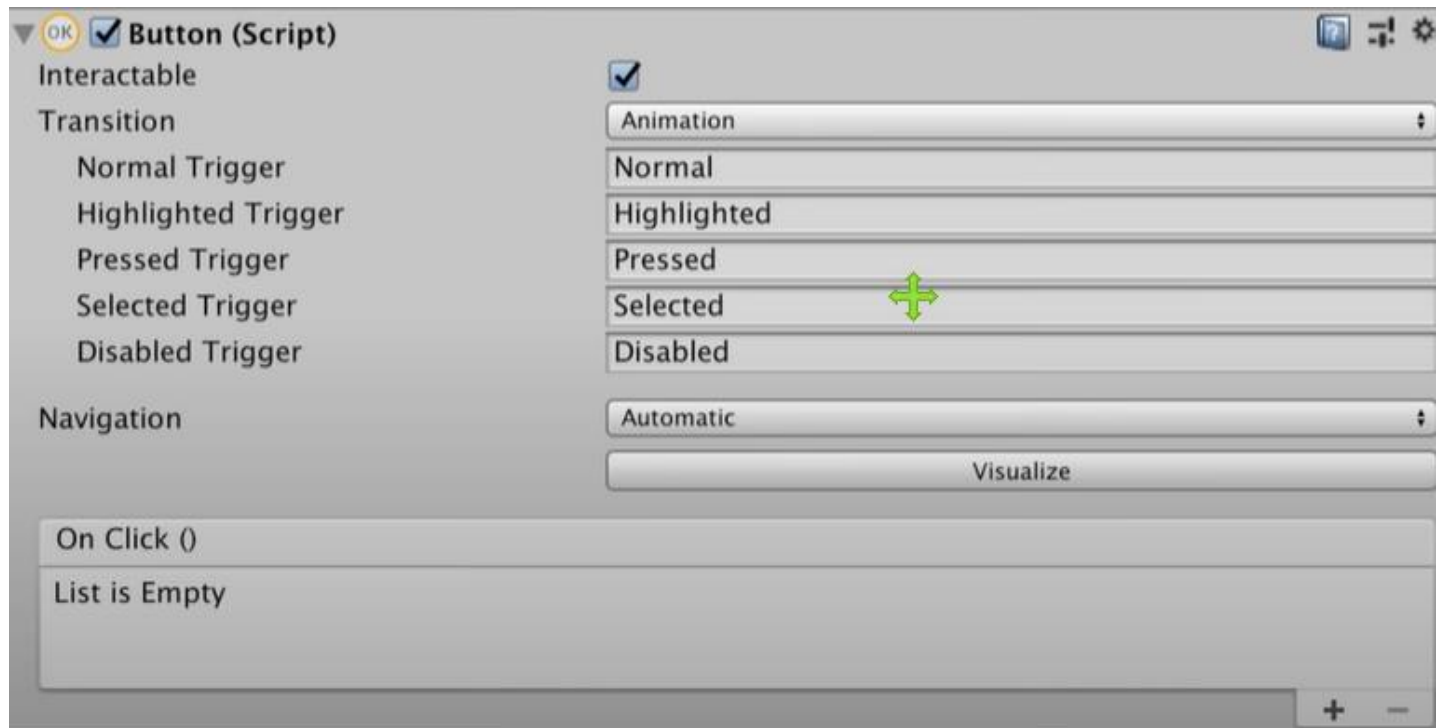 OK Button (Script)
Interactable
Transition Animation
Normal Trigger Normal
Highlighted Trigger Highlighted
Pressed Trigger Pressed
Selected Trigger Selected
Disabled Trigger Disabled
Navigation Automatic
Visualize
On Click ()
List is Empty
+ −